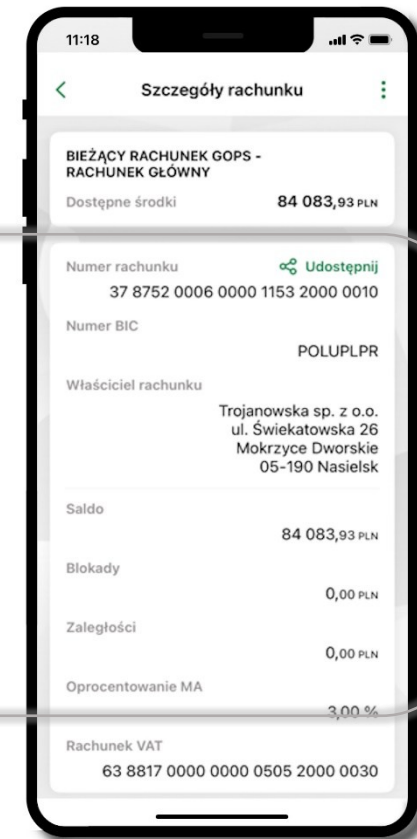 11:18
Szczegóły rachunku
BIEŻĄCY RACHUNEK GOPS -
RACHUNEK GŁÓWNY
Dostępne środki 84 083,93 PLN
Numer rachunku Udostępnij
37 8752 0006 0000 1153 2000 0010
Numer BIC
POLUPLPR
Właściciel rachunku
Trojanowska sp. z o.o.
ul. Świekatowska 26
Mokrzyce Dworskie
05-190 Nasielsk
Saldo
84 083,93 PLN
Blokady
0,00 PLN
Zaległości
0,00 PLN
Oprocentowanie MA
3,00 %
Rachunek VAT
63 8817 0000 0000 0505 2000 0030